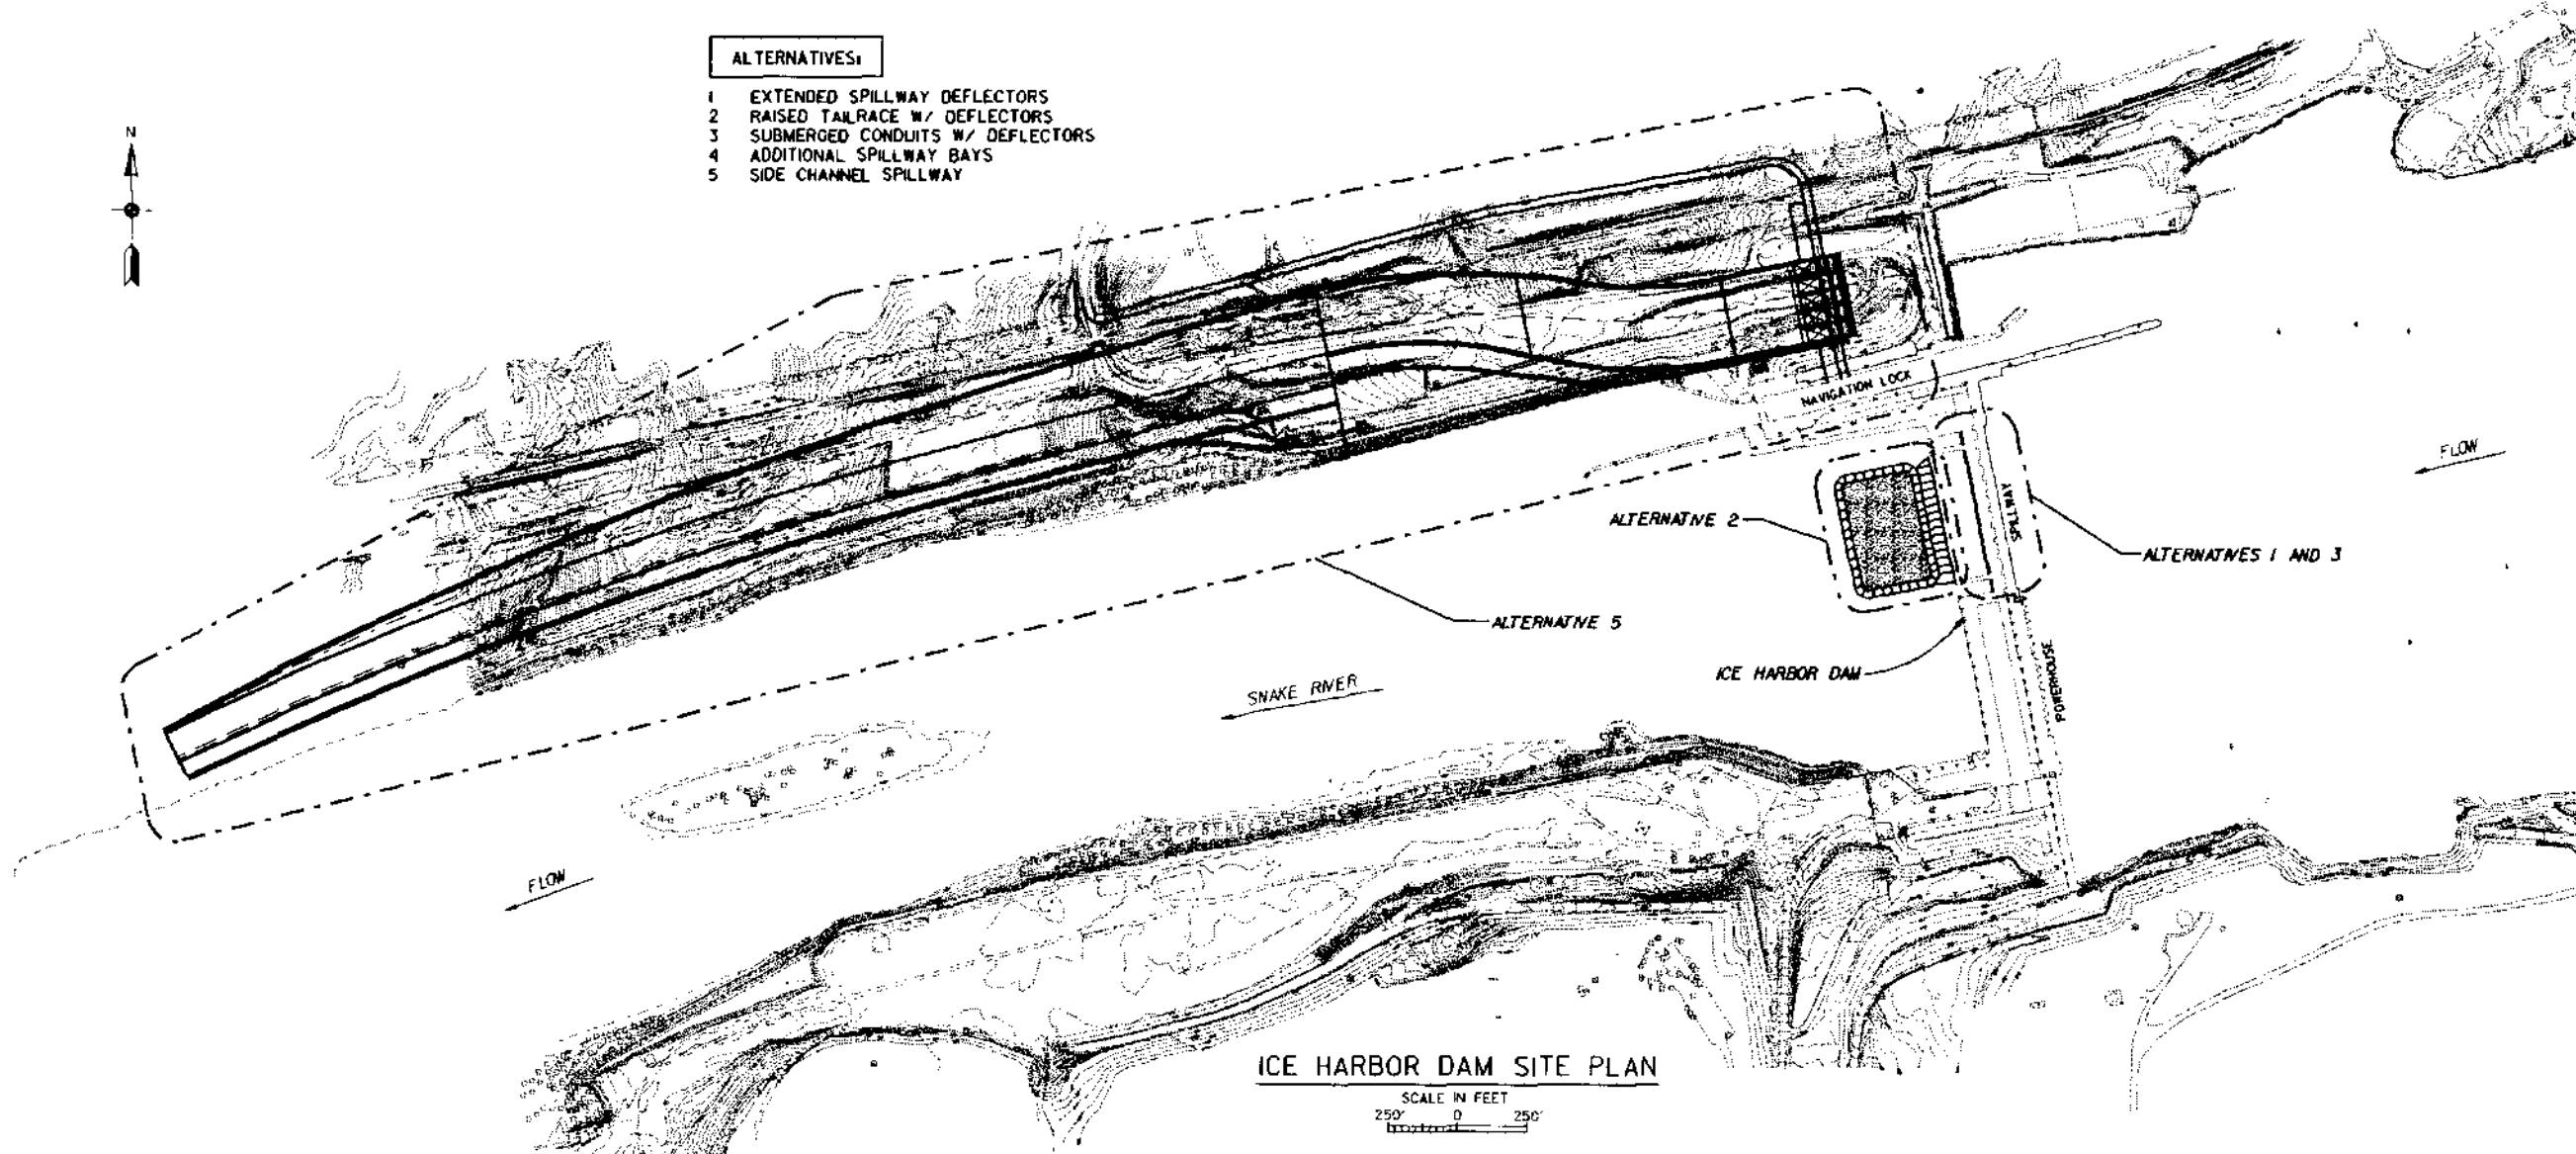 ALTERNATIVES:
1 EXTENDED SPILLWAY DEFLECTORS
2 RAISED TAILRACE W/ DEFLECTORS
3 SUBMERGED CONDUITS W/ DEFLECTORS
4 ADDITIONAL SPILLWAY BAYS
5 SIDE CHANNEL SPILLWAY
N
NAVIGATION LOCK
FLOW
SPILLWAY
ALTERNATIVE 2
ALTERNATIVES 1 AND 3
ALTERNATIVE 5
ICE HARBOR DAM
POWERHOUSE
SNAKE RIVER
FLOW
ICE HARBOR DAM SITE PLAN
SCALE IN FEET
250' 0 250'